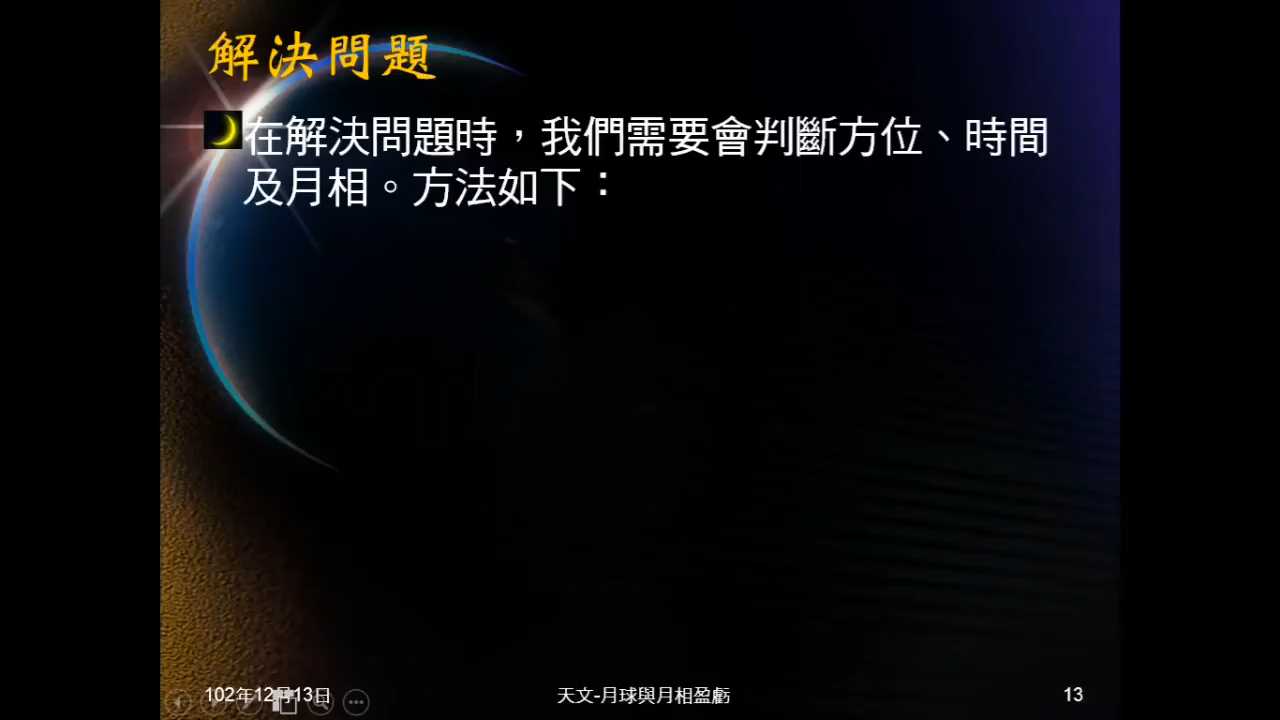 解決問題
在解決問題時，我們需要會判斷方位、時間
及月相。方法如下：
102年12月13日
天文-月球與月相盈虧
13